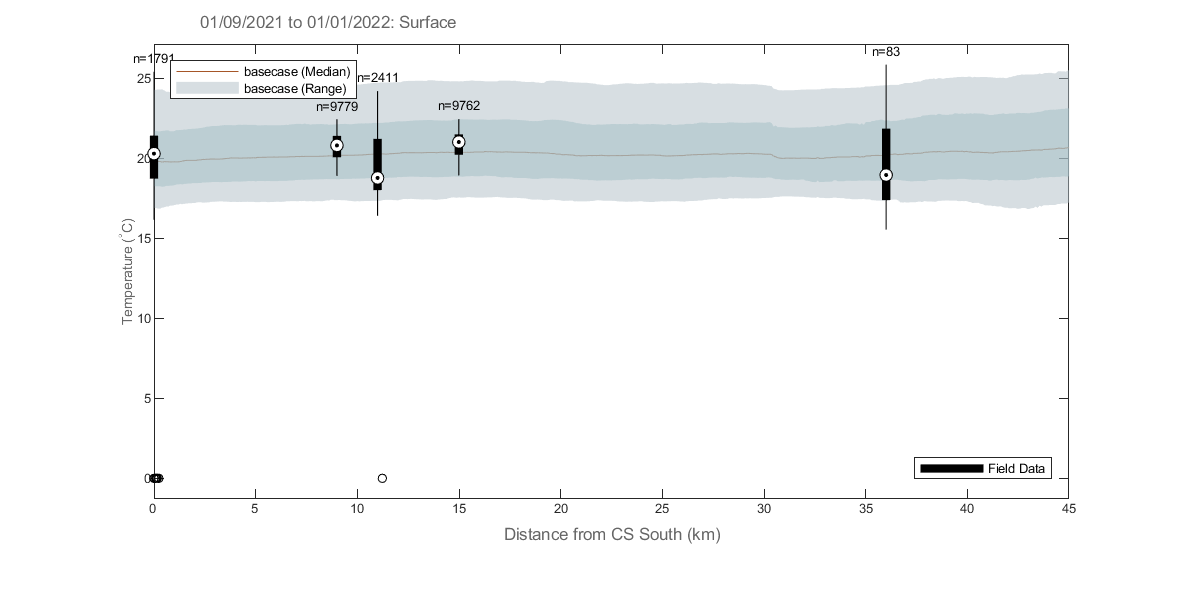 01/09/2021 to 01/01/2022: Surface
n=1791
n=83
basecase (Median)
basecase (Range)
n=2411
n=9779
n=9762
25
20
15
10
5
0
Temperature (°C)
Field Data
0 5 10 15 20 25 30 35 40 45
Distance from CS South (km)